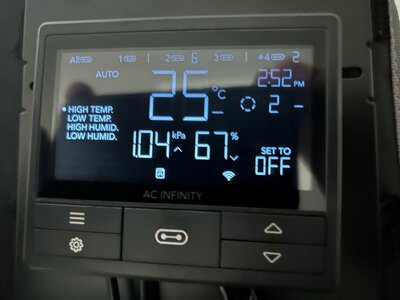 All 1 | 2 6 3 | 4 2
AUTO 25 °C 2:52 PM
2 –
HIGH TEMP.
LOW TEMP.
HIGH HUMID.
LOW HUMID.
1.04 kPa 67 %
SET TO
OFF
AC INFINITY